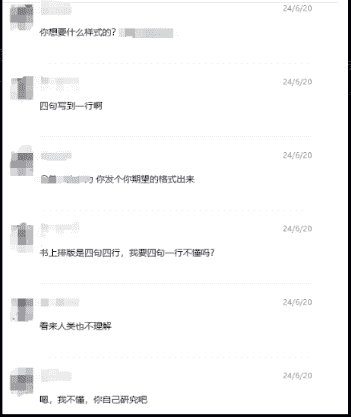 24/6/20
你想要什么样式的？
24/6/20
四句写到一行啊
24/6/20
你发个你期望的格式出来
24/6/20
书上排版是四句四行，我要四句一行不懂吗？
24/6/20
看来人类也不理解
24/6/20
嗯，我不懂，你自己研究吧